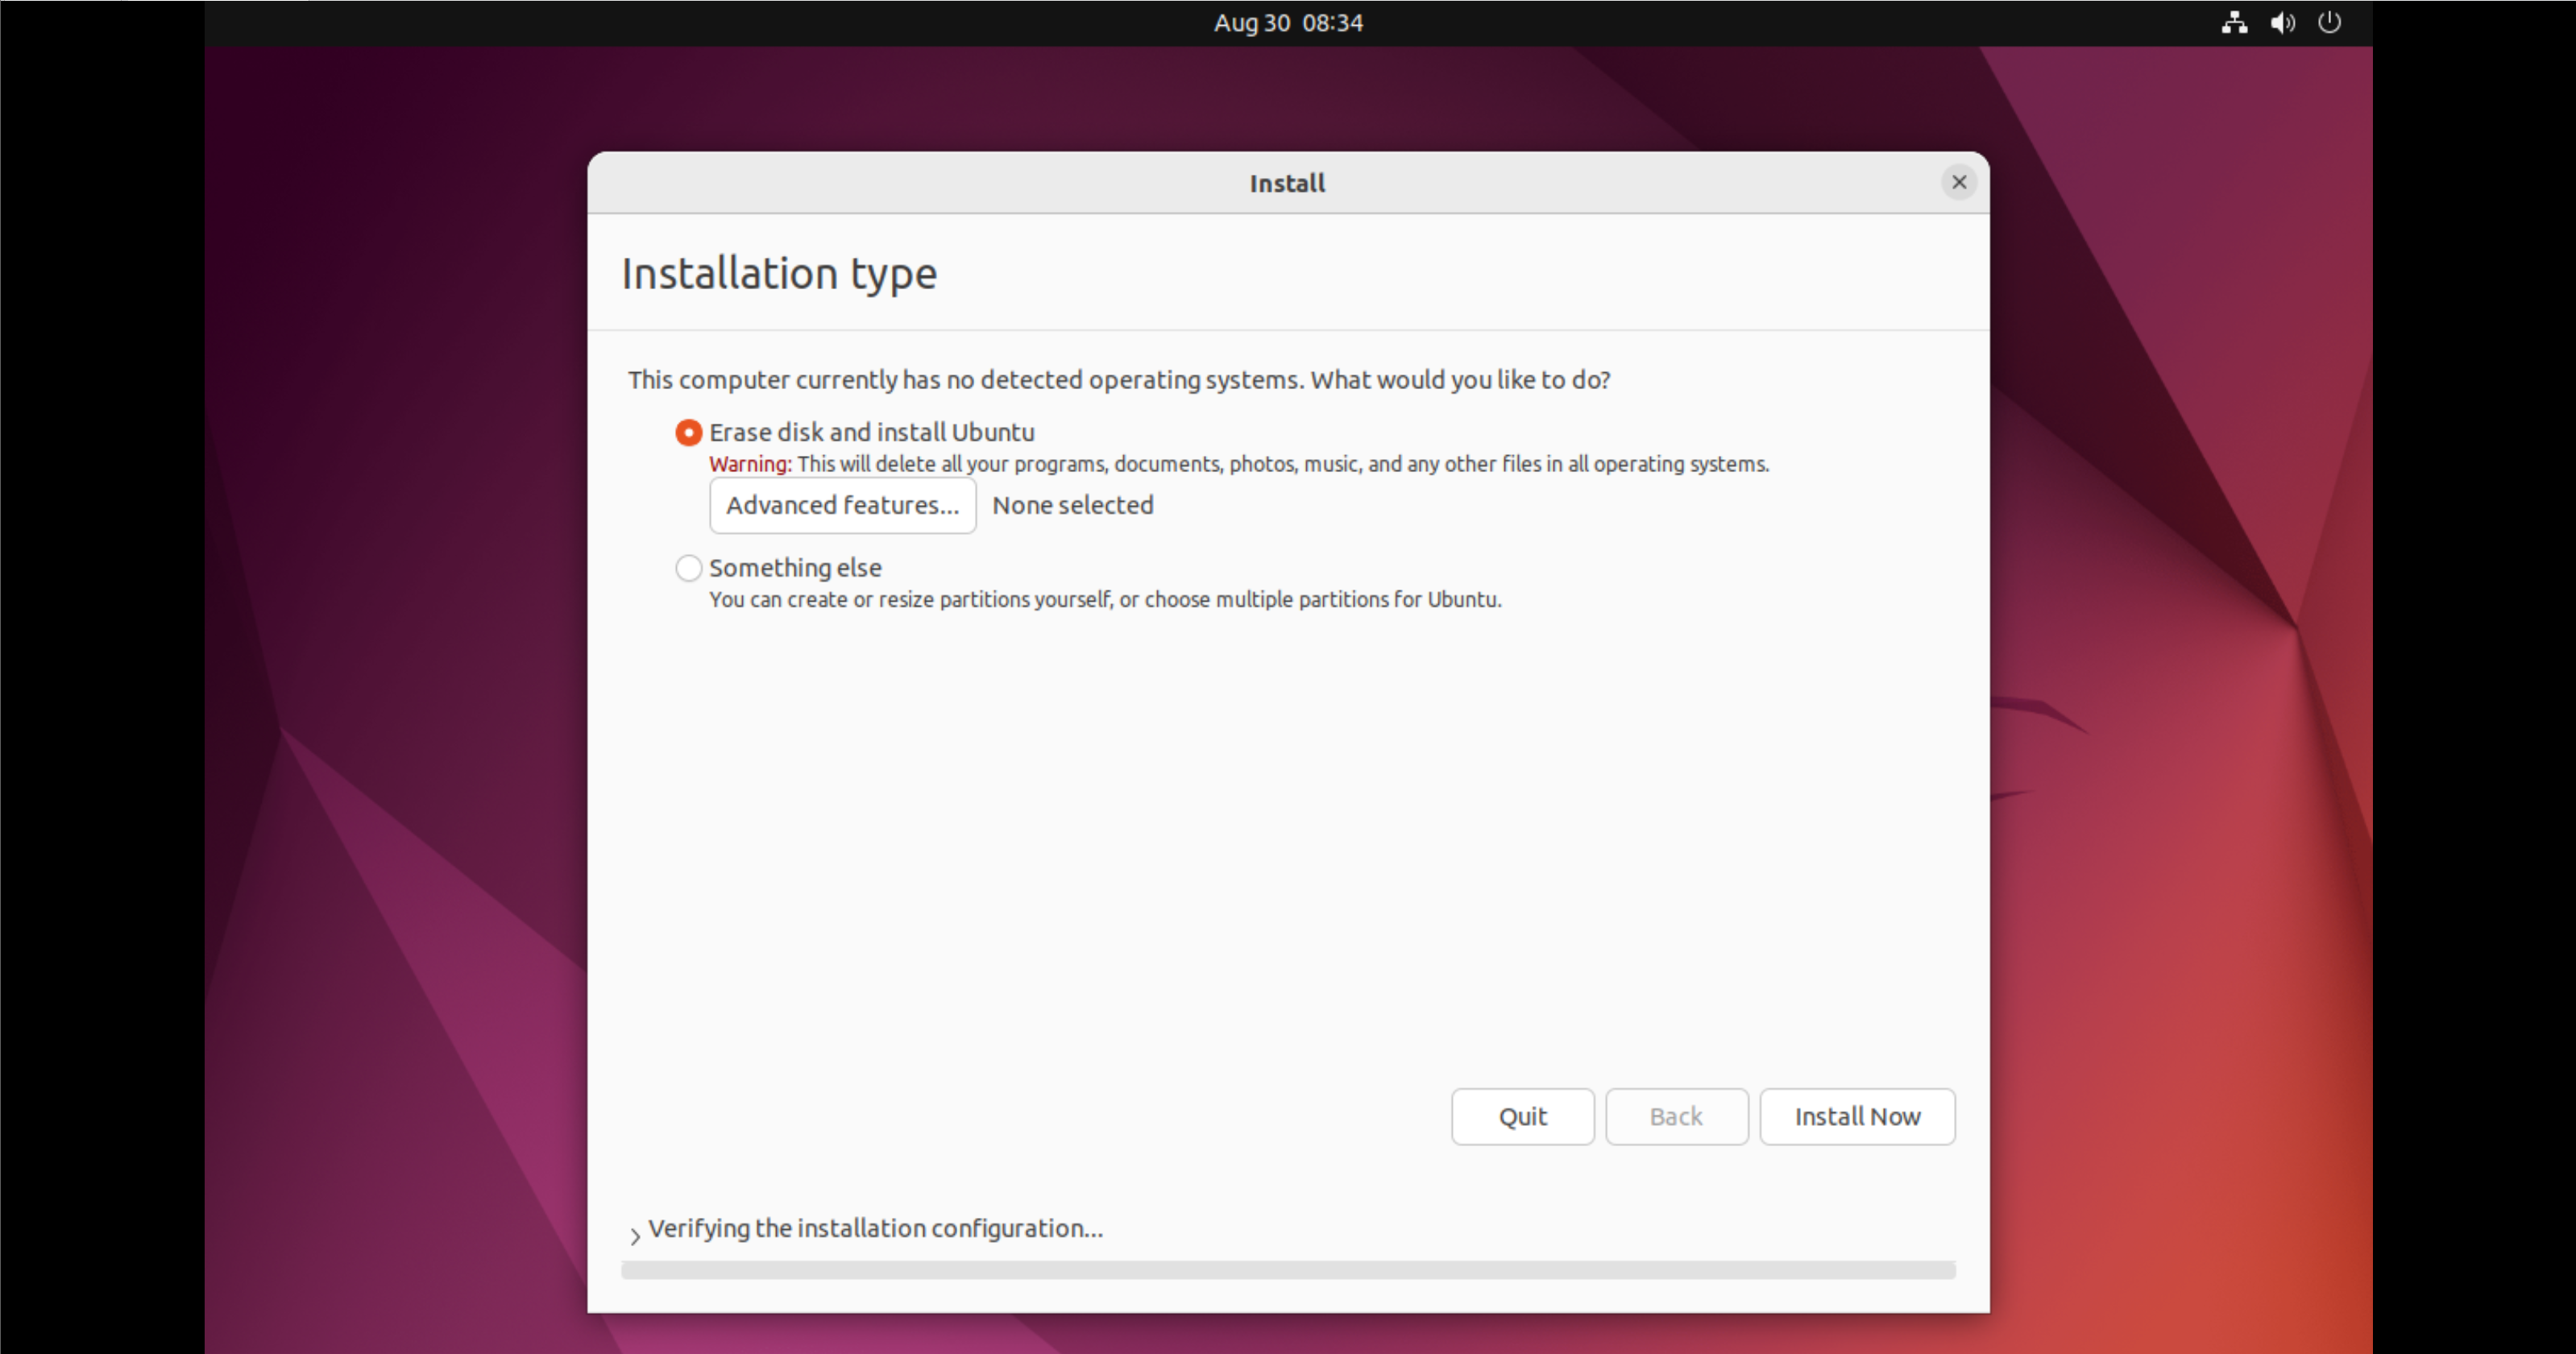 Aug 30 08:34
Install
Installation type
This computer currently has no detected operating systems. What would you like to do?
Erase disk and install Ubuntu
Warning: This will delete all your programs, documents, photos, music, and any other files in all operating systems.
Advanced features... None selected
Something else
You can create or resize partitions yourself, or choose multiple partitions for Ubuntu.
Quit Back Install Now
Verifying the installation configuration...